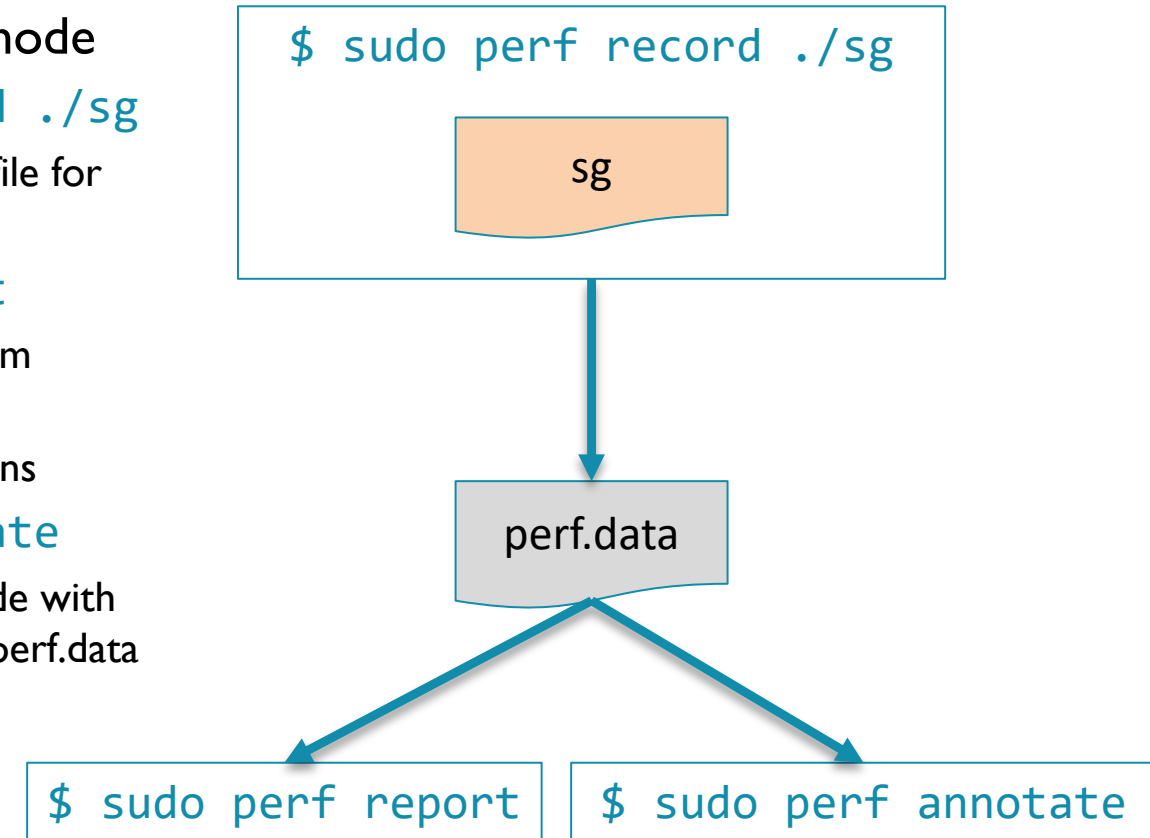 node
./sg
file for
ns
te
de with
perf.data
$ sudo perf record ./sg
sg
perf.data
$ sudo perf report
$ sudo perf annotate